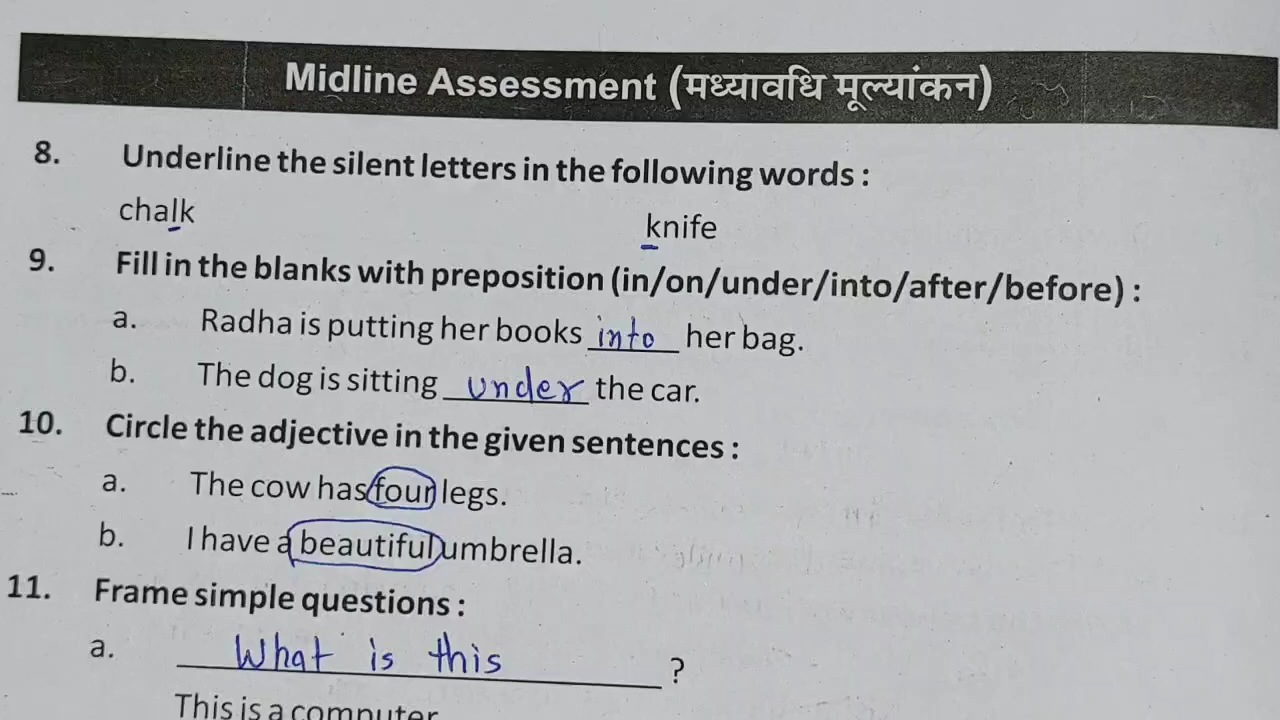 Midline Assessment (मध्यावधि मूल्यांकन)
8. Underline the silent letters in the following words :
chalk knife
9. Fill in the blanks with preposition (in/on/under/into/after/before) :
a. Radha is putting her books into her bag.
b. The dog is sitting under the car.
10. Circle the adjective in the given sentences :
a. The cow has four legs.
b. I have a beautiful umbrella.
11. Frame simple questions :
a. What is this ?
This is a computer